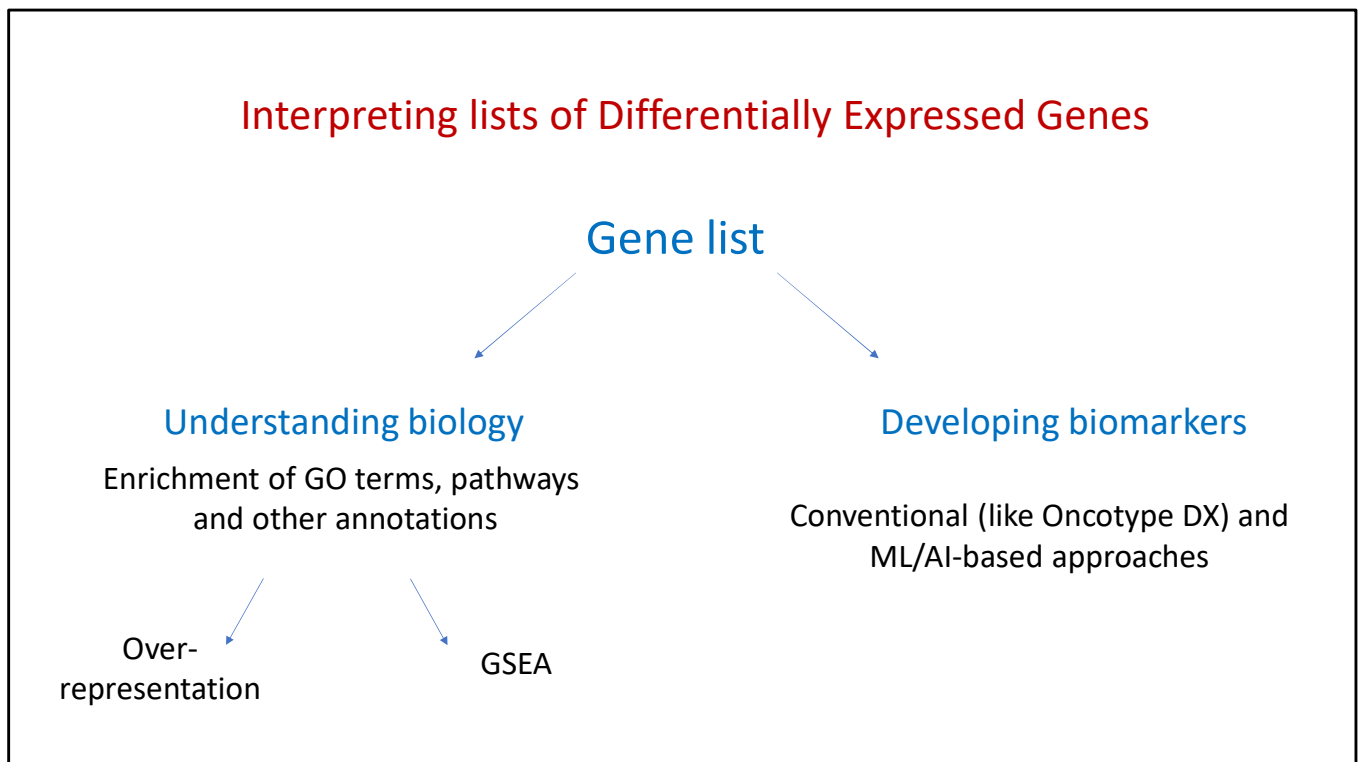 Interpreting lists of Differentially Expressed Genes
Gene list
Understanding biology
Enrichment of GO terms, pathways
and other annotations
Over-
representation
GSEA
Developing biomarkers
Conventional (like Oncotype DX) and
ML/AI-based approaches